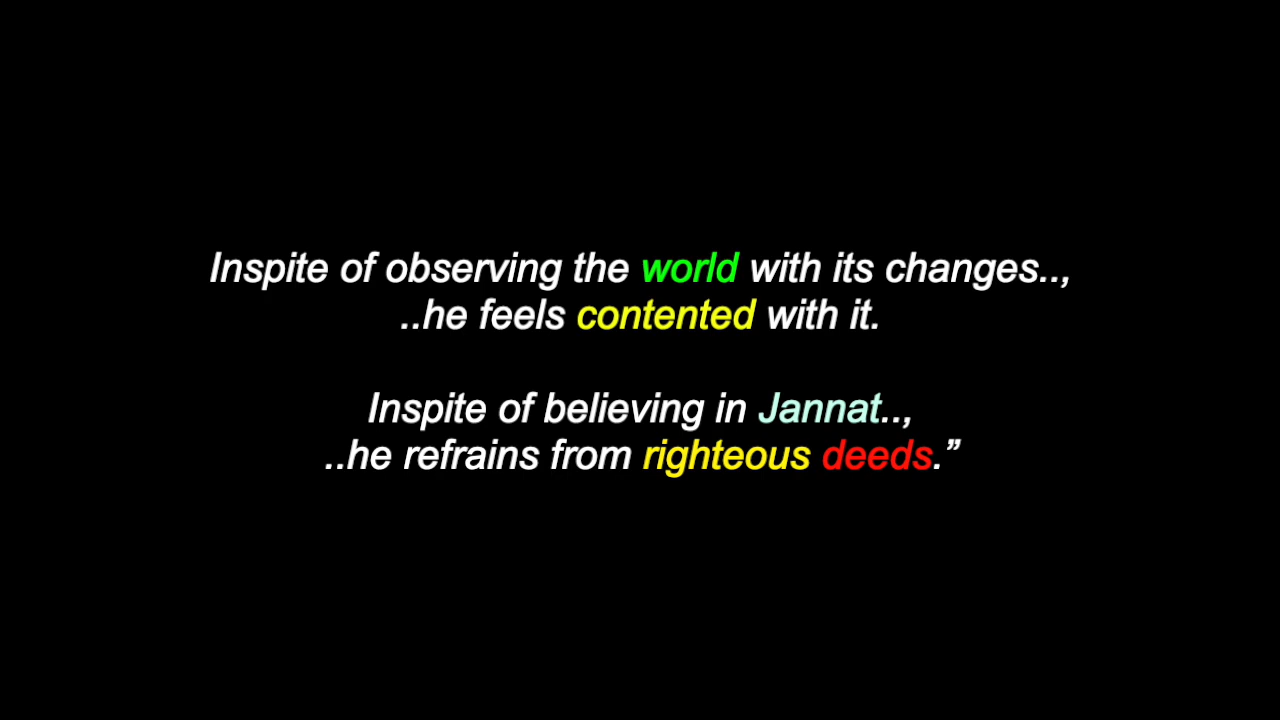 Inspite of observing the world with its changes..,
..he feels contented with it.
Inspite of believing in Jannat..,
..he refrains from righteous deeds.”